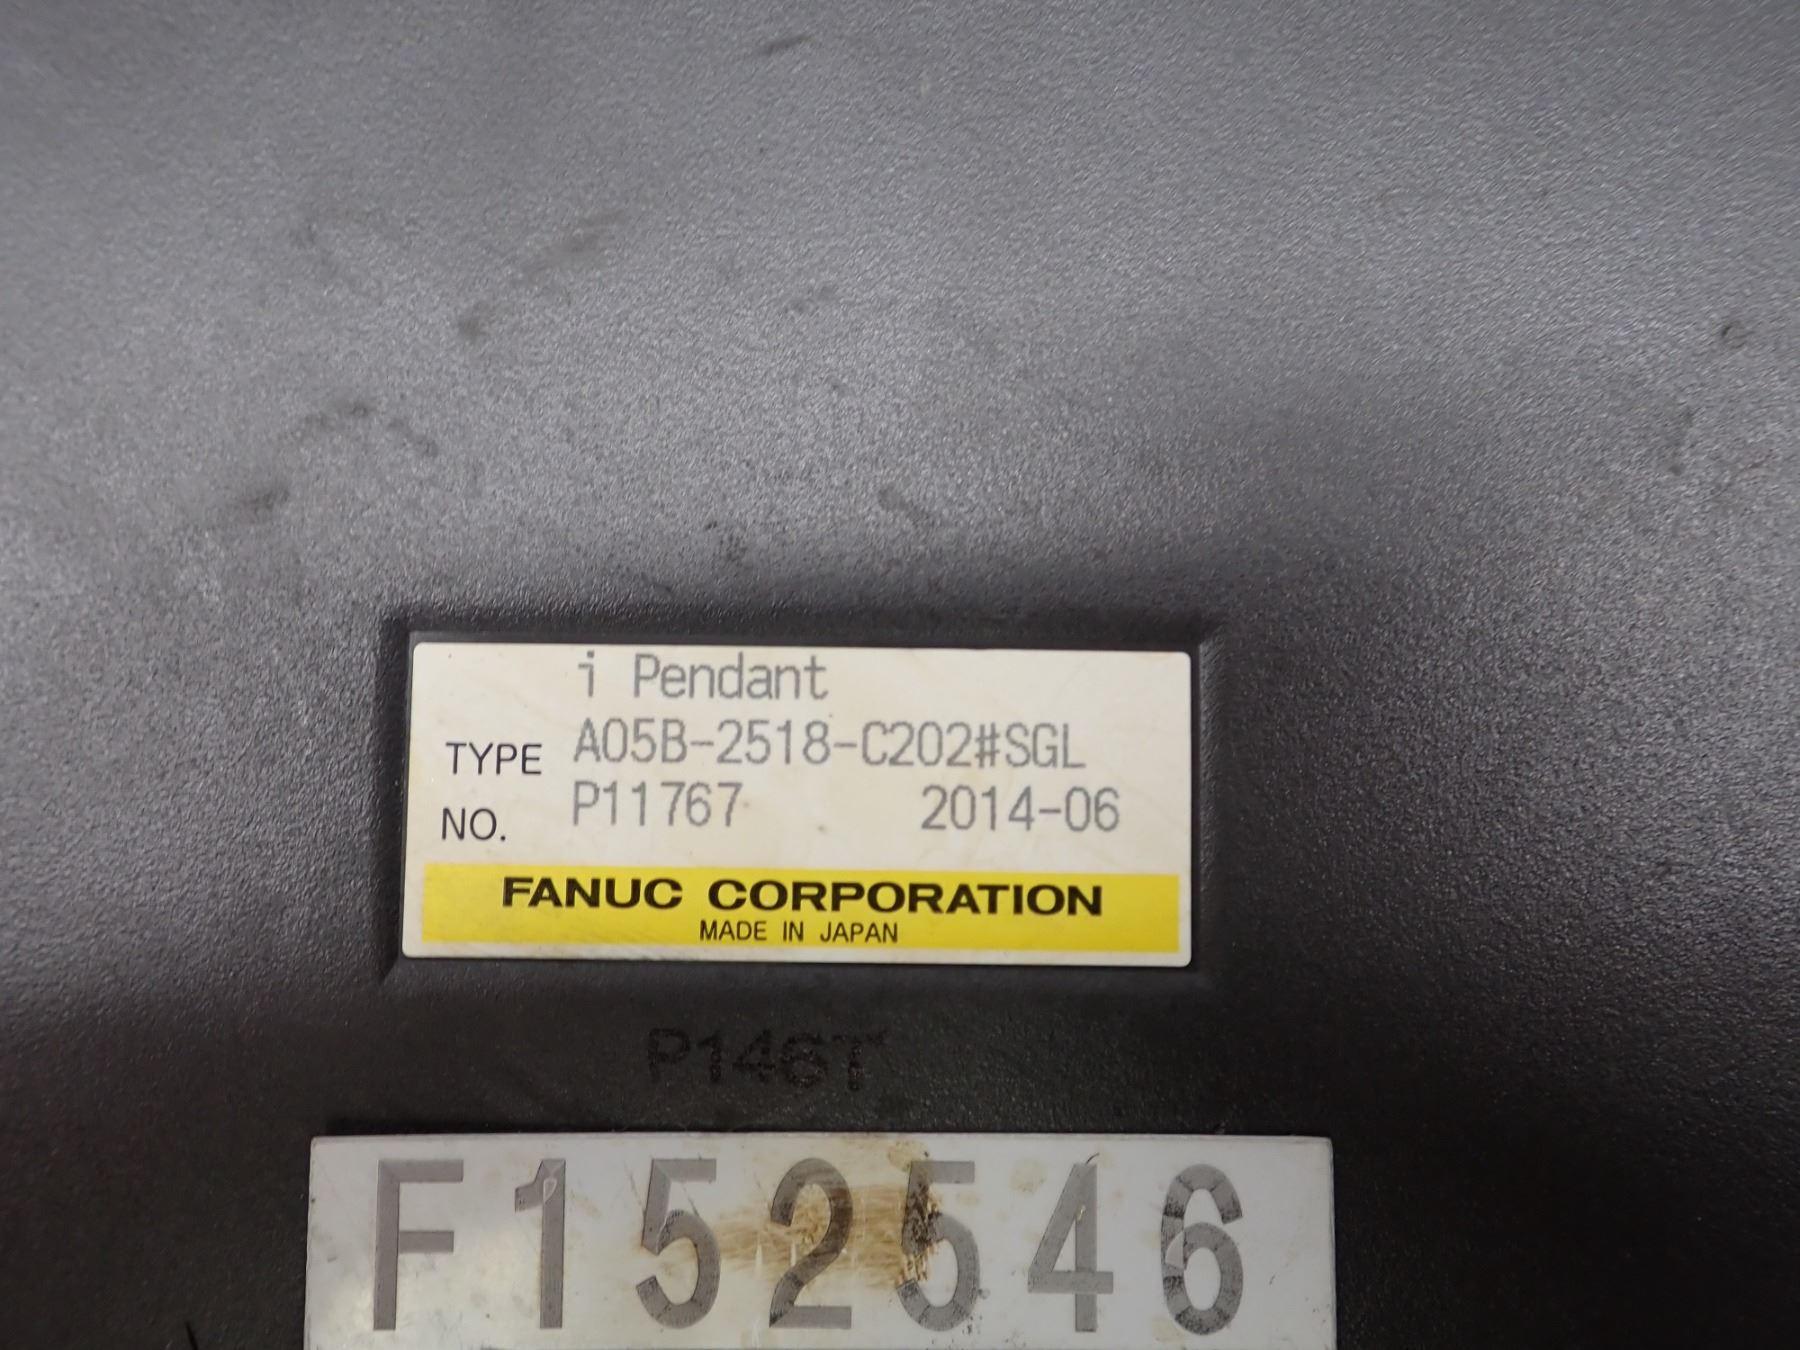 i Pendant
TYPE A05B-2518-C202#SGL
NO. P11767 2014-06
FANUC CORPORATION
MADE IN JAPAN
P146T
F152546